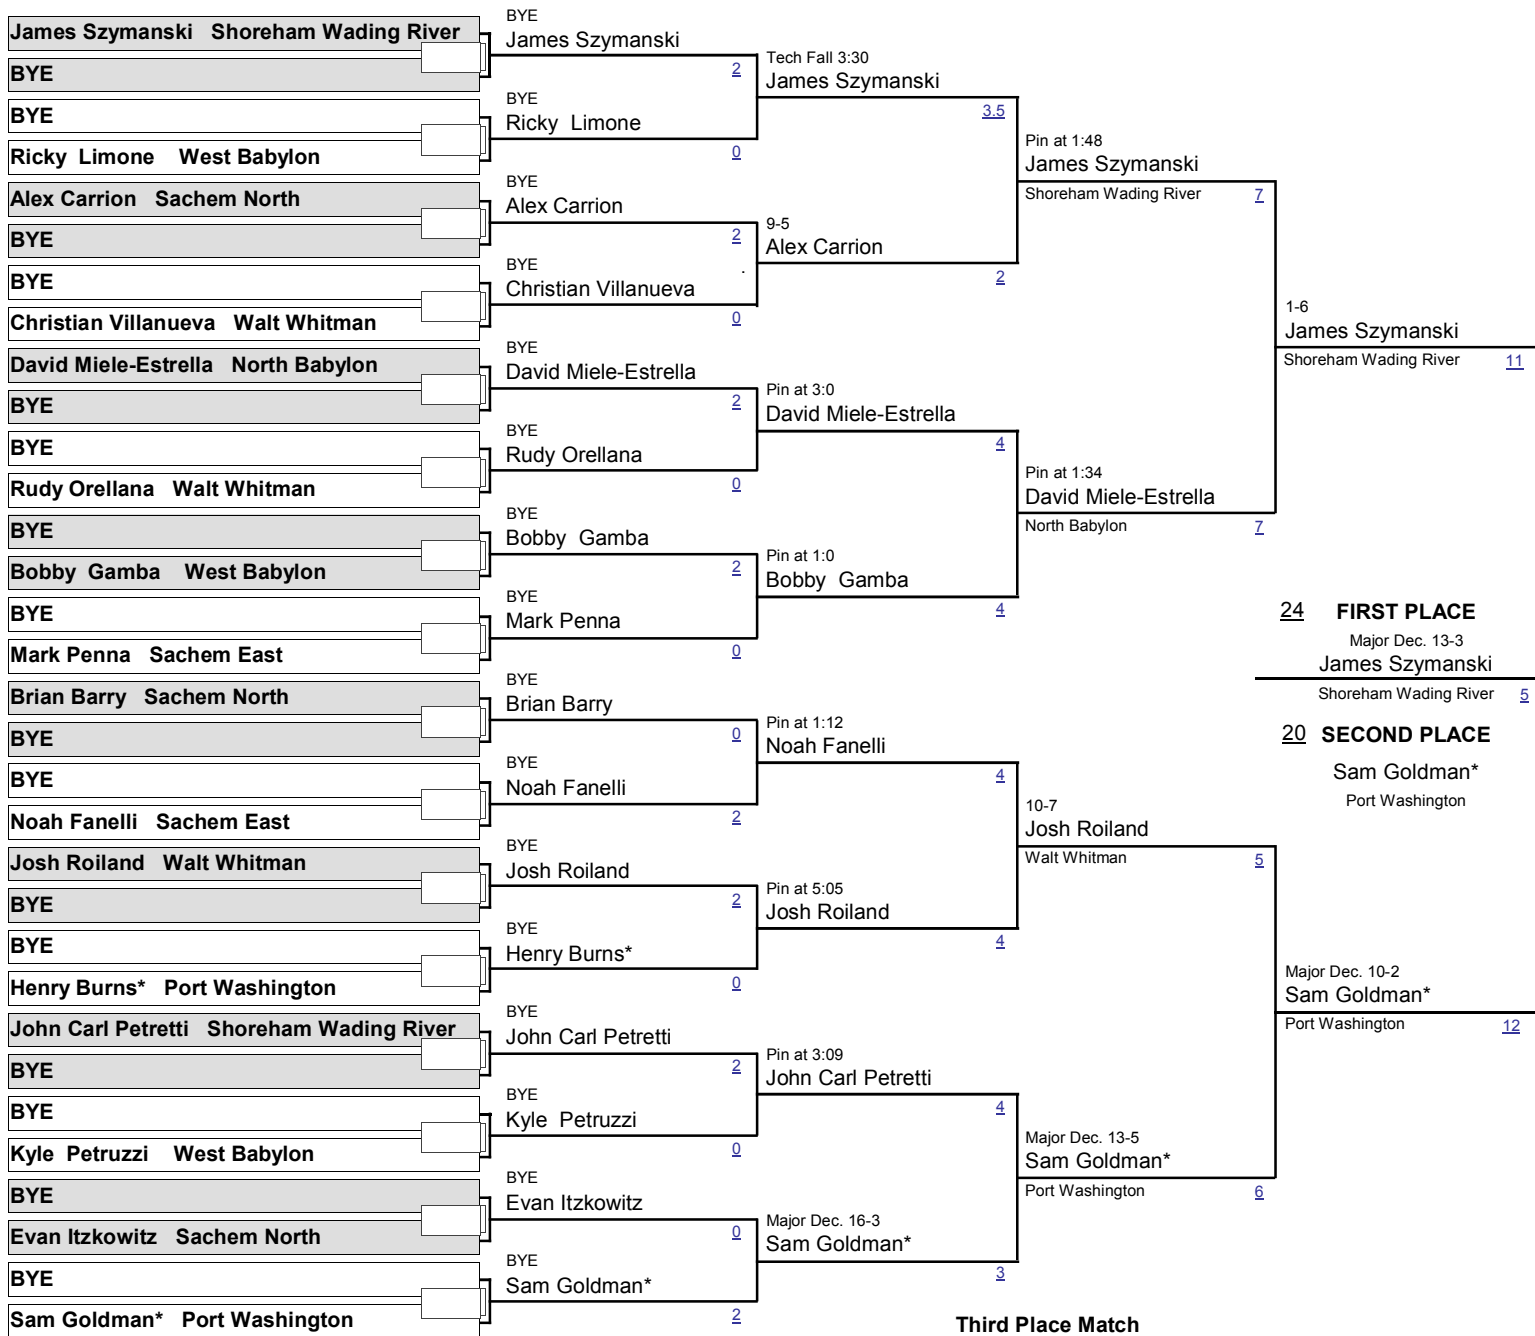 James Szymanski Shoreham Wading River
BYE
BYE
Ricky Limone West Babylon
Alex Carrion Sachem North
BYE
BYE
Christian Villanueva Walt Whitman
David Miele-Estrella North Babylon
BYE
BYE
Rudy Orellana Walt Whitman
BYE
Bobby Gamba West Babylon
BYE
Mark Penna Sachem East
Brian Barry Sachem North
BYE
BYE
Noah Fanelli Sachem East
Josh Roiland Walt Whitman
BYE
BYE
Henry Burns* Port Washington
John Carl Petretti Shoreham Wading River
BYE
BYE
Kyle Petruzzi West Babylon
BYE
Evan Itzkowitz Sachem North
BYE
Sam Goldman* Port Washington
BYE
James Szymanski
2
BYE
Ricky Limone
0
BYE
Alex Carrion
2
.
BYE
Christian Villanueva
0
BYE
David Miele-Estrella
2
BYE
Rudy Orellana
0
BYE
Bobby Gamba
2
BYE
Mark Penna
0
BYE
Brian Barry
0
BYE
Noah Fanelli
2
BYE
Josh Roiland
2
BYE
Henry Burns*
0
BYE
John Carl Petretti
2
BYE
Kyle Petruzzi
0
BYE
Evan Itzkowitz
0
BYE
Sam Goldman*
2
Tech Fall 3:30
James Szymanski
3.5
9-5
Alex Carrion
2
Pin at 3:0
David Miele-Estrella
4
Pin at 1:0
Bobby Gamba
4
Pin at 1:12
Noah Fanelli
4
Pin at 5:05
Josh Roiland
4
Pin at 3:09
John Carl Petretti
4
Major Dec. 16-3
Sam Goldman*
3
Pin at 1:48
James Szymanski
Shoreham Wading River 7
Pin at 1:34
David Miele-Estrella
North Babylon 7
10-7
Josh Roiland
Walt Whitman 5
Major Dec. 13-5
Sam Goldman*
Port Washington 6
1-6
James Szymanski
Shoreham Wading River 11
Major Dec. 10-2
Sam Goldman*
Port Washington 12
24 FIRST PLACE
Major Dec. 13-3
James Szymanski
Shoreham Wading River 5
20 SECOND PLACE
Sam Goldman*
Port Washington
Third Place Match